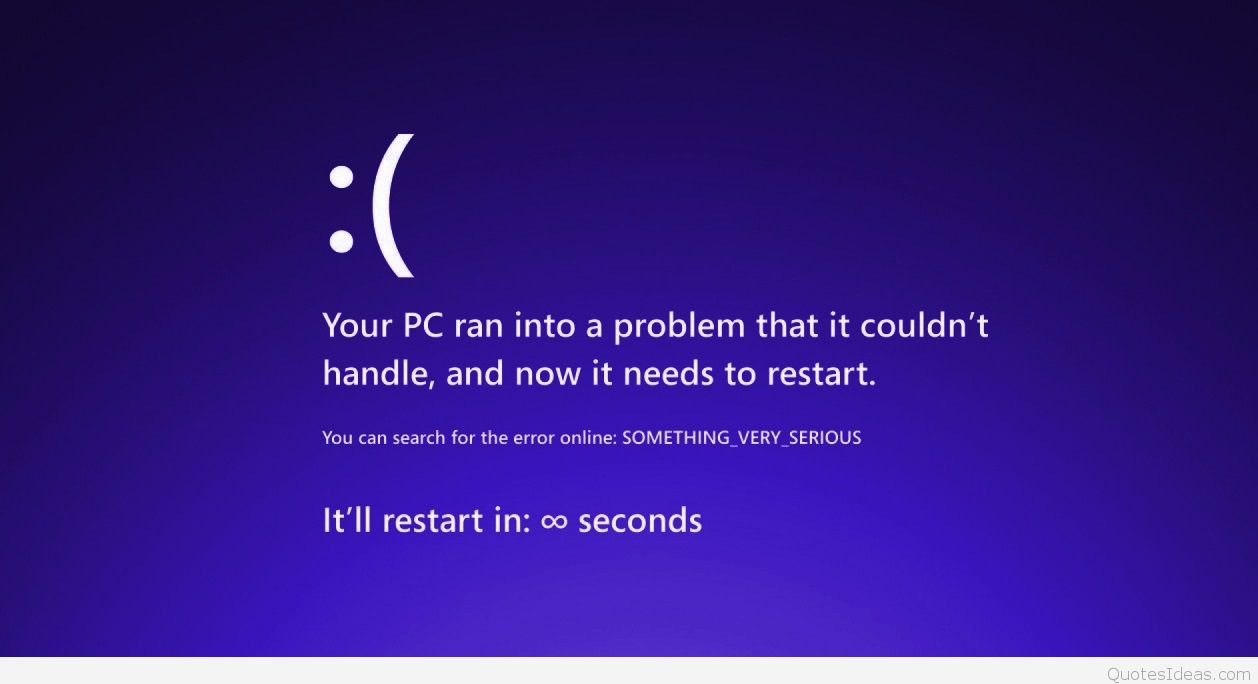 :(
Your PC ran into a problem that it couldn’t
handle, and now it needs to restart.
You can search for the error online: SOMETHING_VERY_SERIOUS
It’ll restart in: ∞ seconds
QuotesIdeas.com